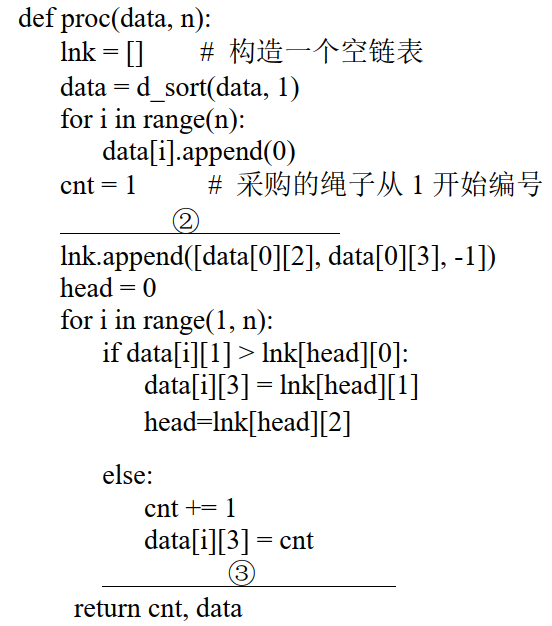 def proc(data, n):
lnk = [] # 构造一个空链表
data = d_sort(data, 1)
for i in range(n):
data[i].append(0)
cnt = 1 # 采购的绳子从 1 开始编号
②
lnk.append([data[0][2], data[0][3], -1])
head = 0
for i in range(1, n):
if data[i][1] > lnk[head][0]:
data[i][3] = lnk[head][1]
head=lnk[head][2]
else:
cnt += 1
data[i][3] = cnt
③
return cnt, data